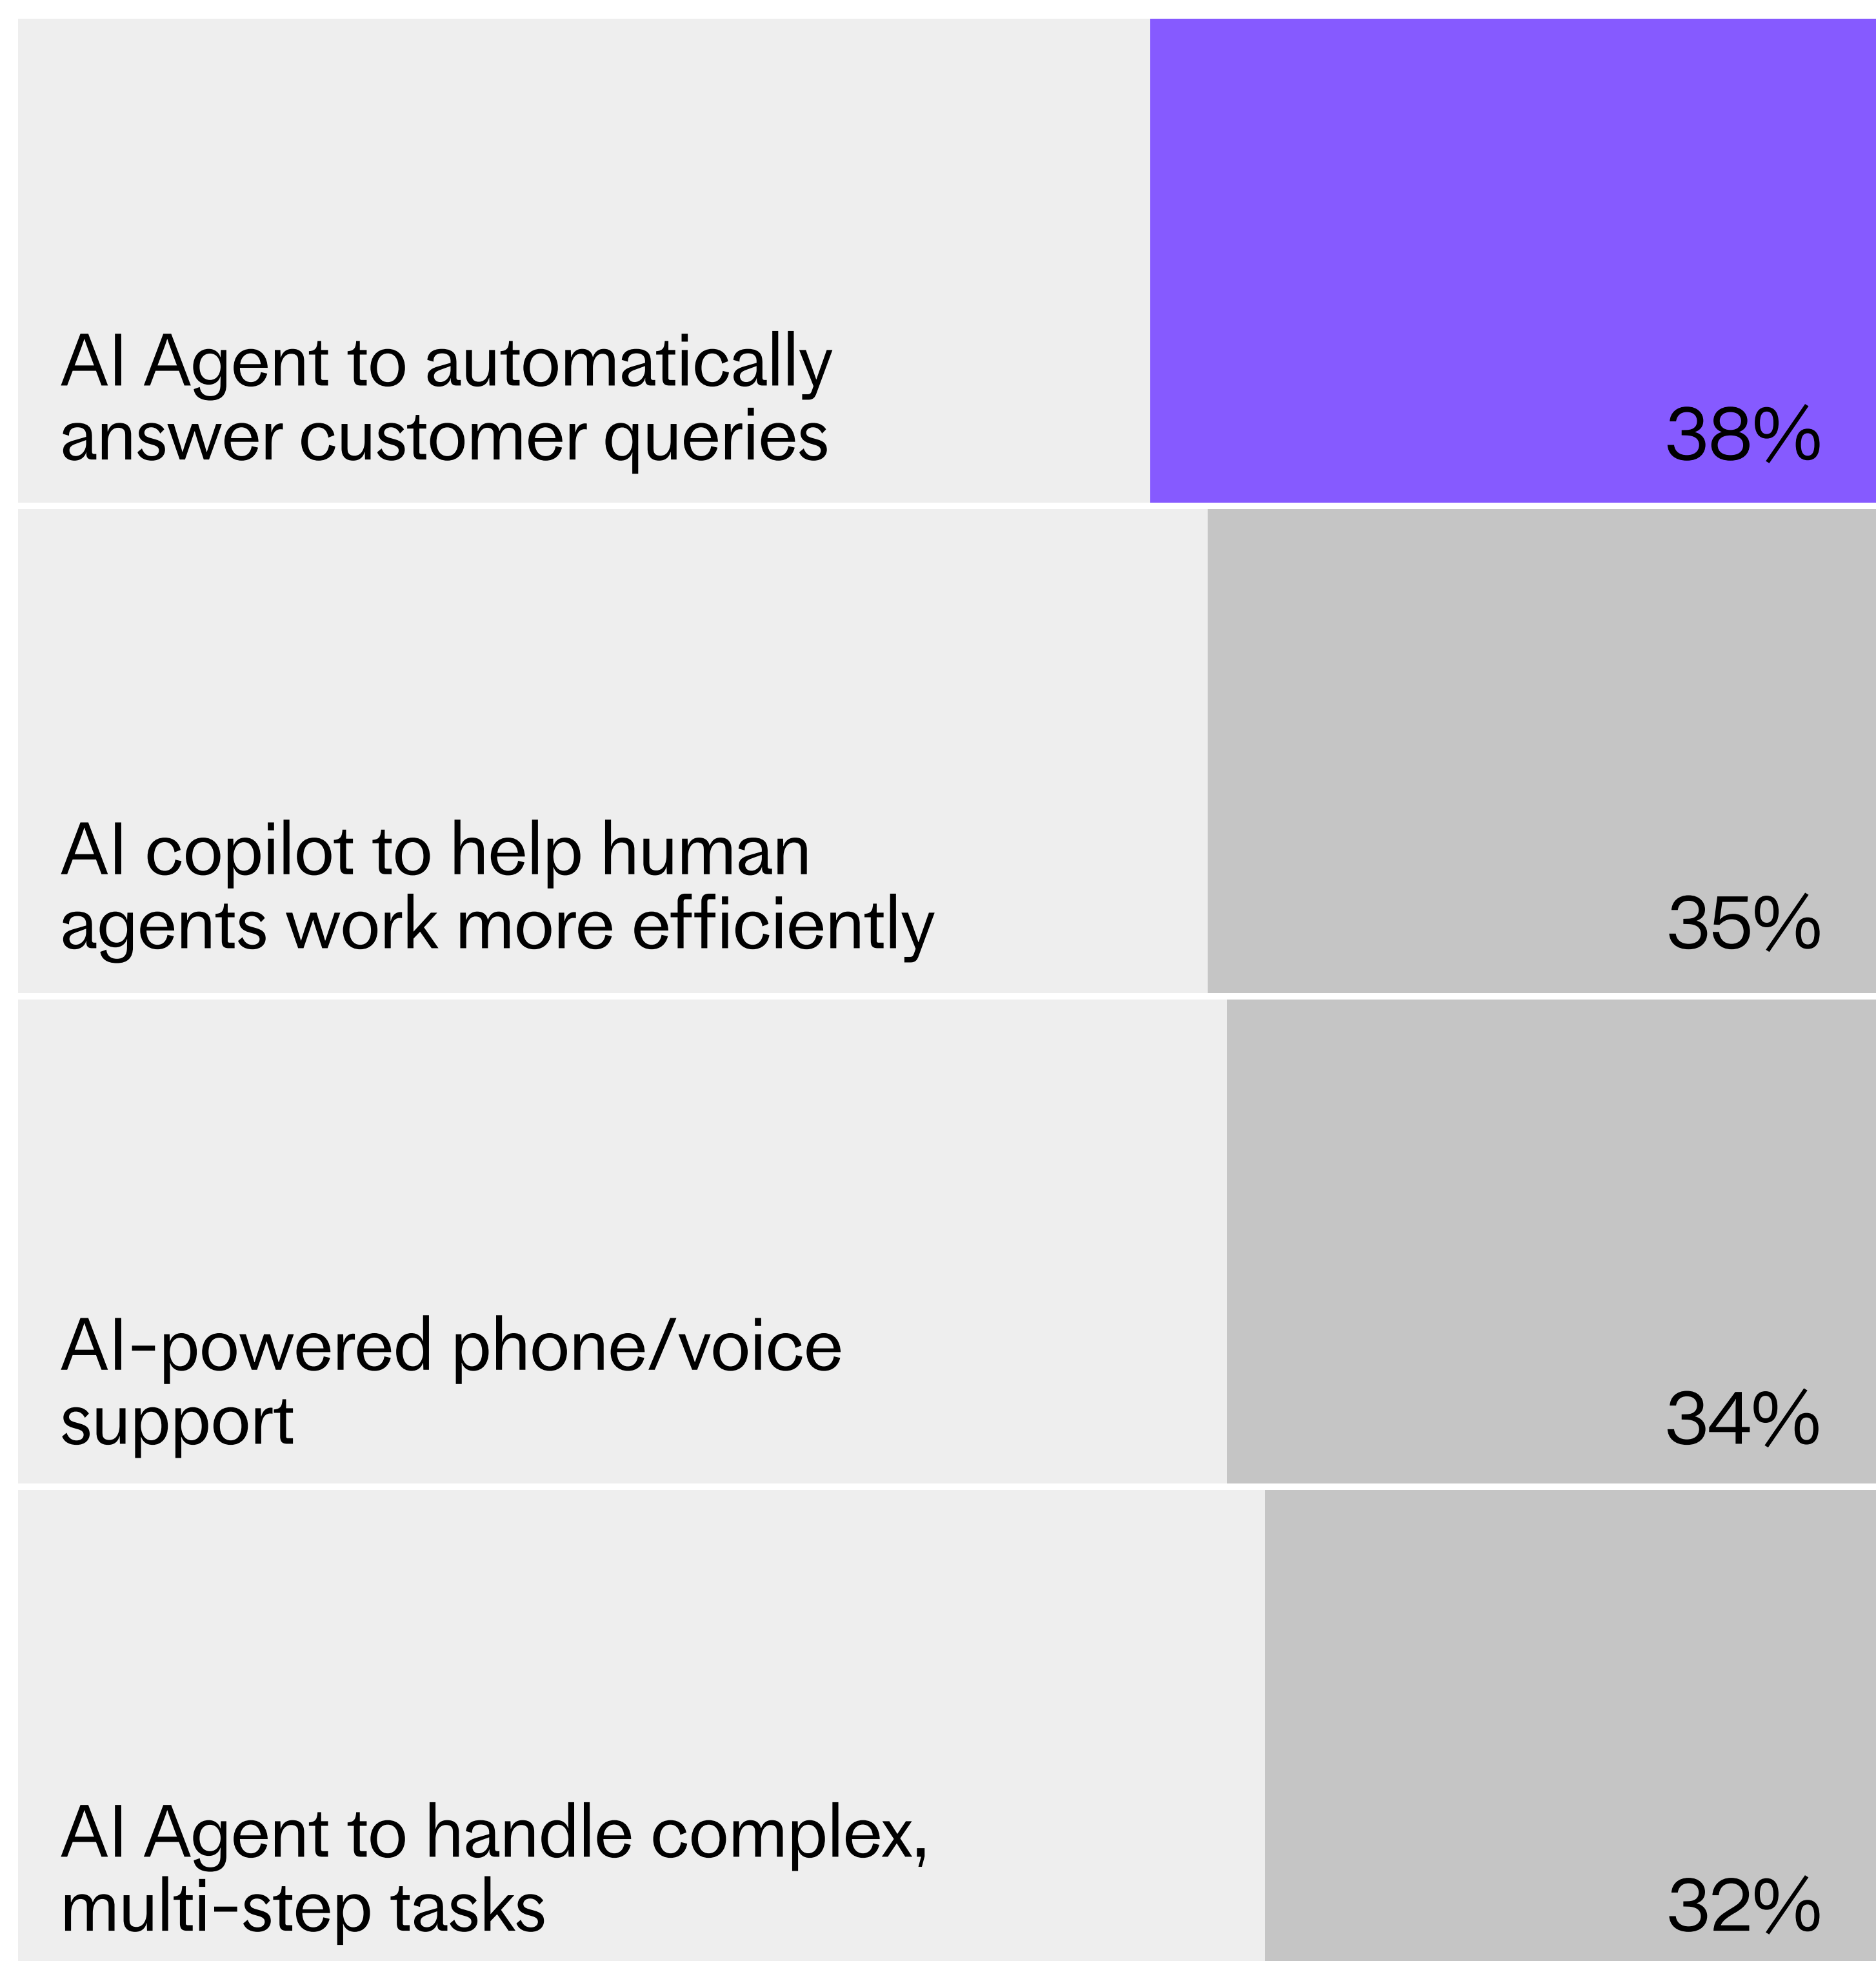 AI Agent to automatically
answer customer queries
38%
AI copilot to help human
agents work more efficiently
35%
AI-powered phone/voice
support
34%
AI Agent to handle complex,
multi-step tasks
32%